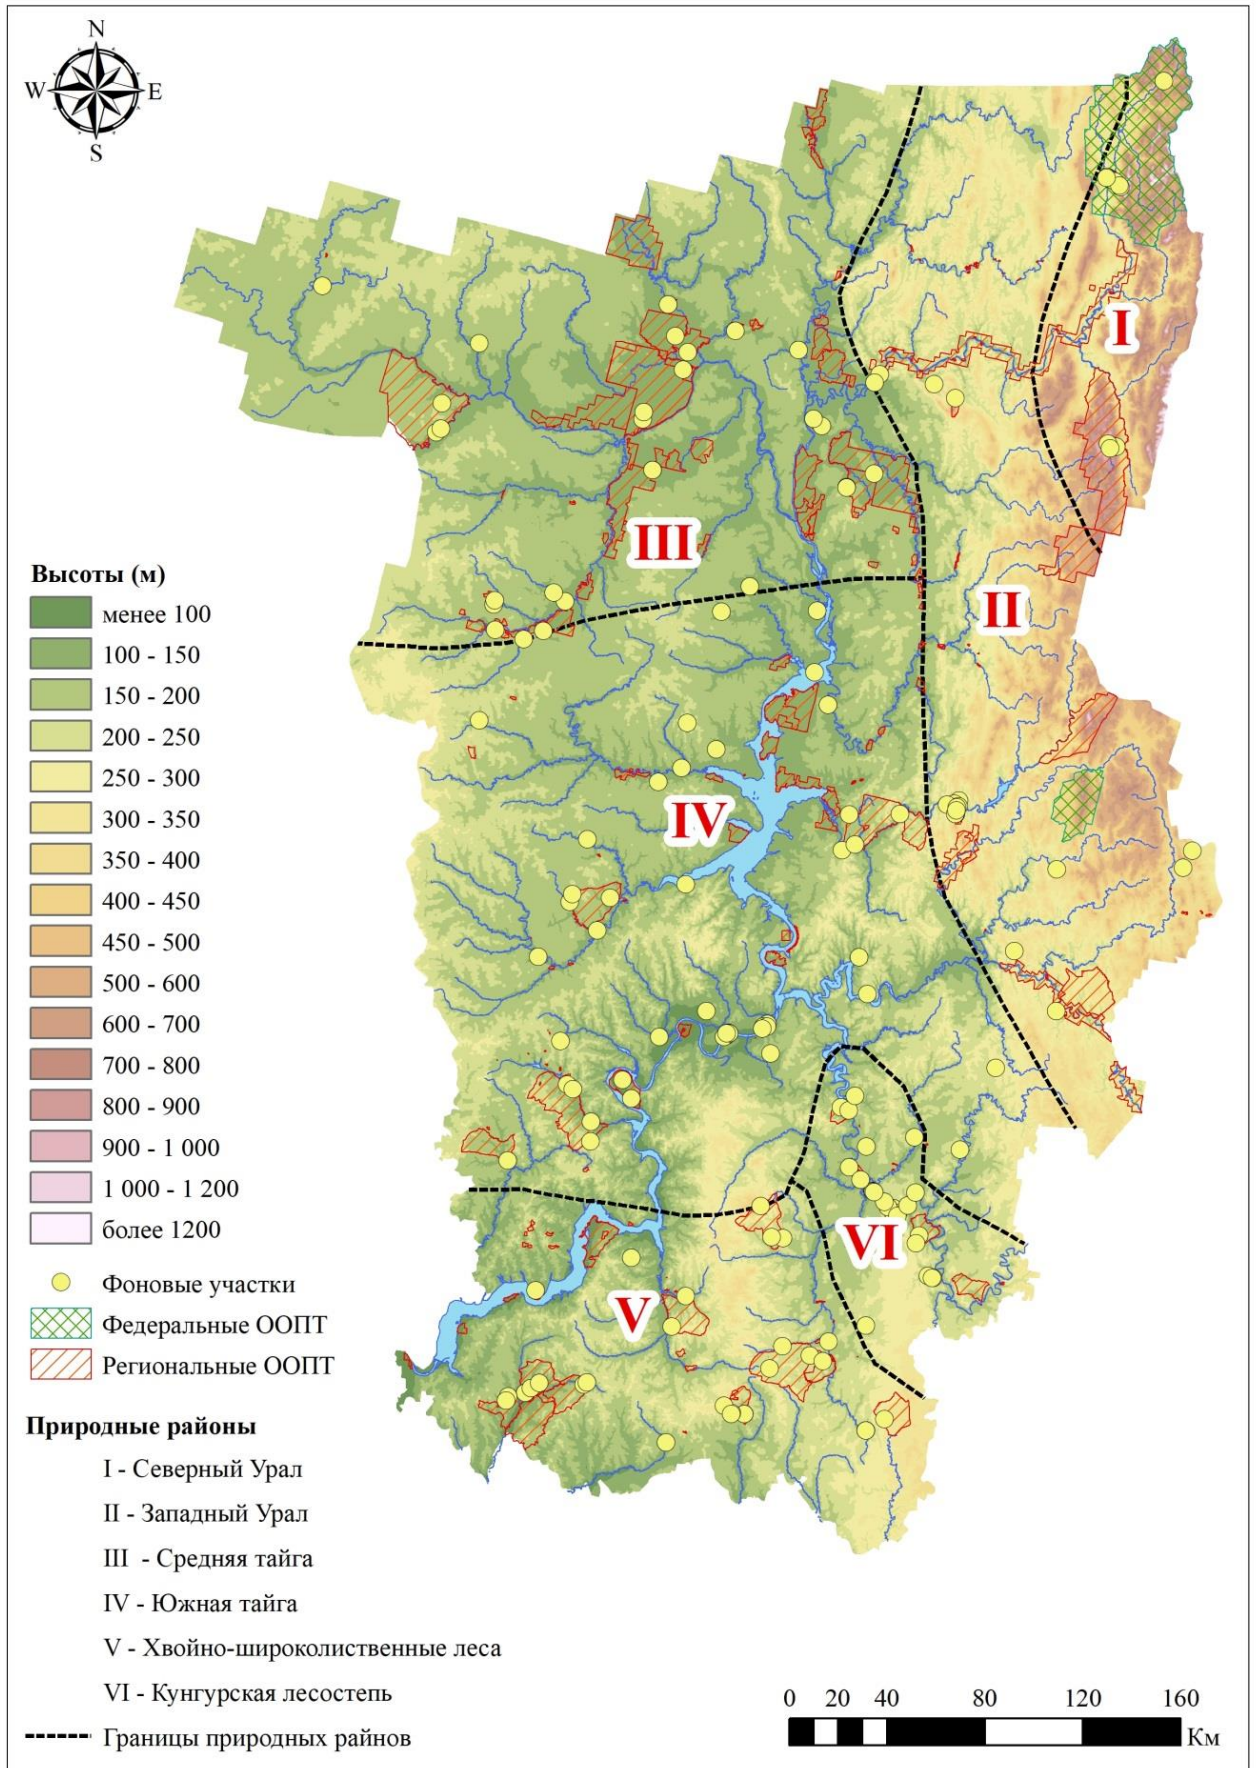 N
W E
S
I
II
III
IV
V
VI
Высоты (м)
менее 100
100 - 150
150 - 200
200 - 250
250 - 300
300 - 350
350 - 400
400 - 450
450 - 500
500 - 600
600 - 700
700 - 800
800 - 900
900 - 1 000
1 000 - 1 200
более 1200
Фоновые участки
Федеральные ООПТ
Региональные ООПТ
Природные районы
I - Северный Урал
II - Западный Урал
III - Средняя тайга
IV - Южная тайга
V - Хвойно-широколиственные леса
VI - Кунгурская лесостепь
Границы природных райнов
0 20 40 80 120 160
Км